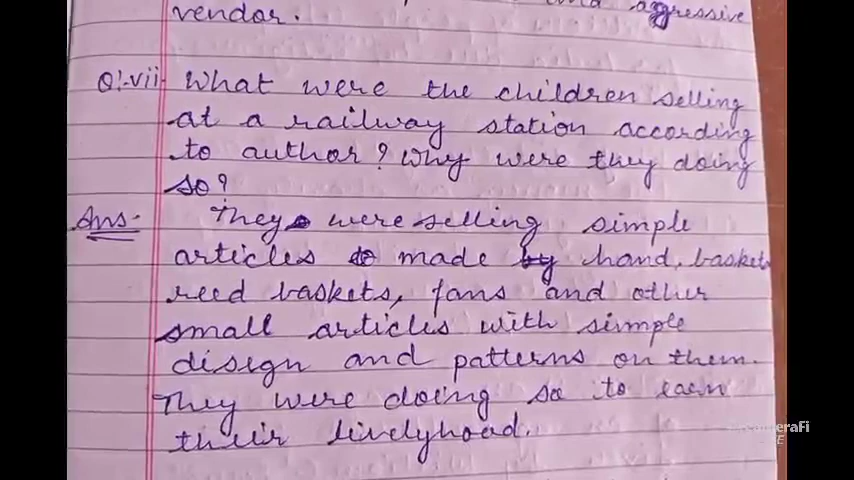 aggressive
vendor.
Q:-vii What were the children selling
at a railway station according
to author? Why were they doing
so?
Ans:- They were selling simple
articles made by hand, basket
reed baskets, fans and other
small articles with simple
disign and patterns on them.
They were doing so to earn
their livelyhood.